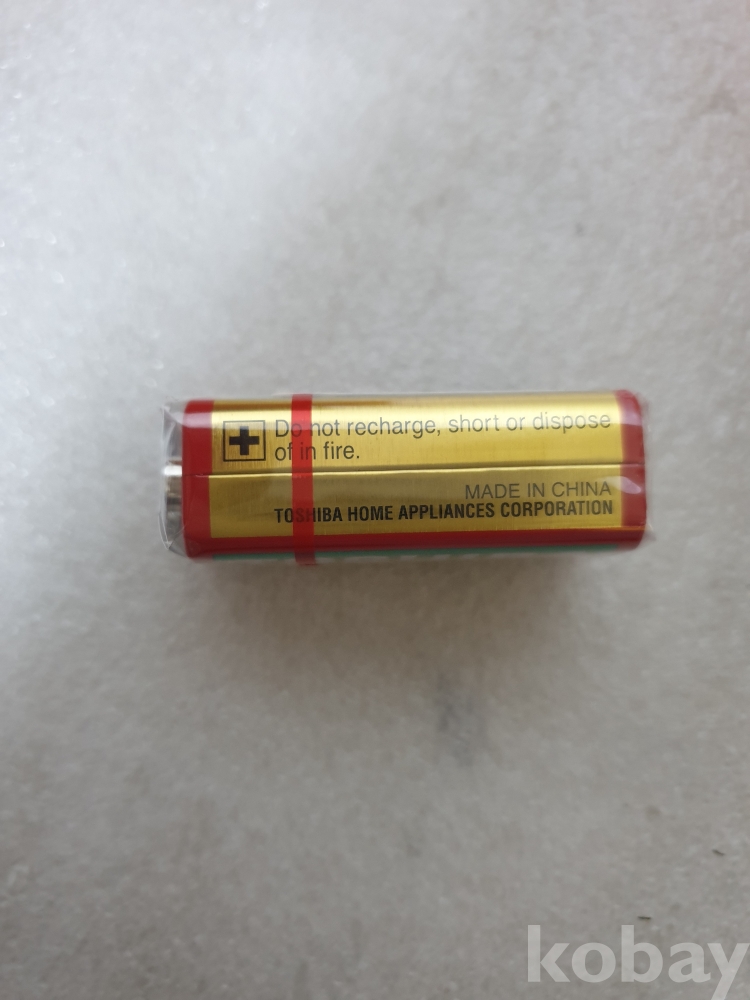 Do not recharge, short or dispose
of in fire.
MADE IN CHINA
TOSHIBA HOME APPLIANCES CORPORATION
kobay